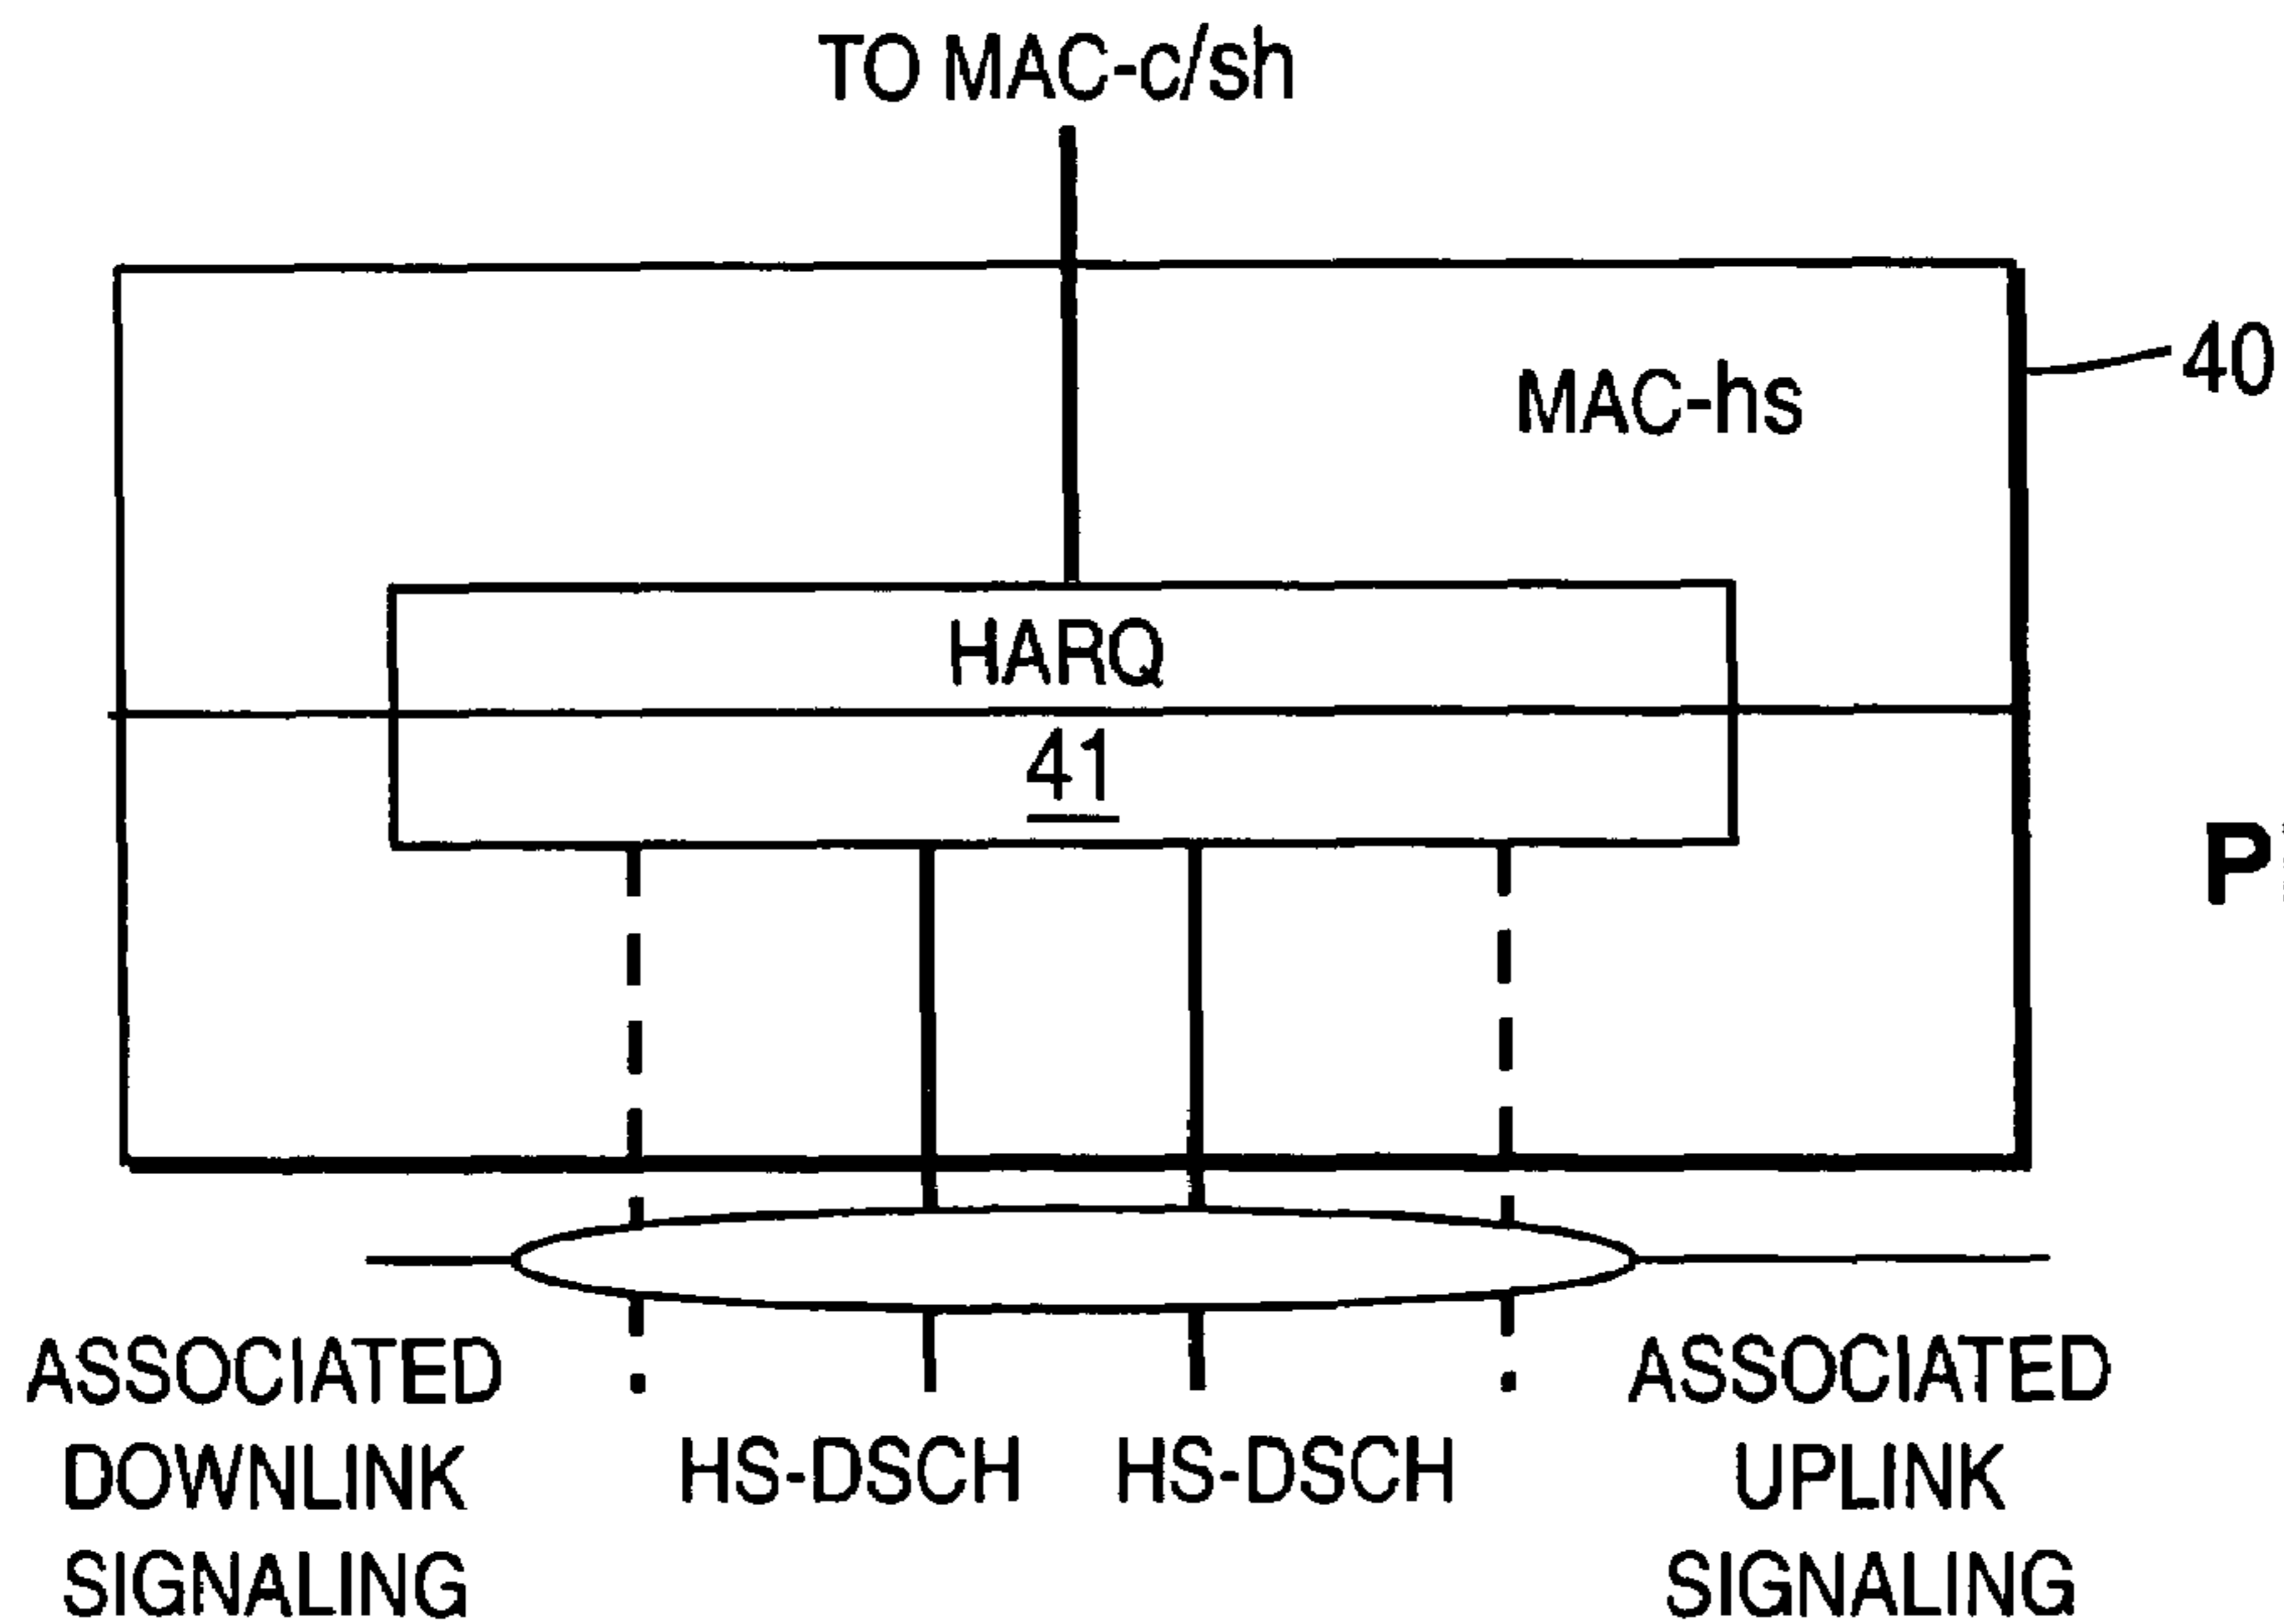 TO MAC-c/sh
MAC-hs
40
HARQ
41
ASSOCIATED
DOWNLINK
SIGNALING
HS-DSCH
HS-DSCH
ASSOCIATED
UPLINK
SIGNALING